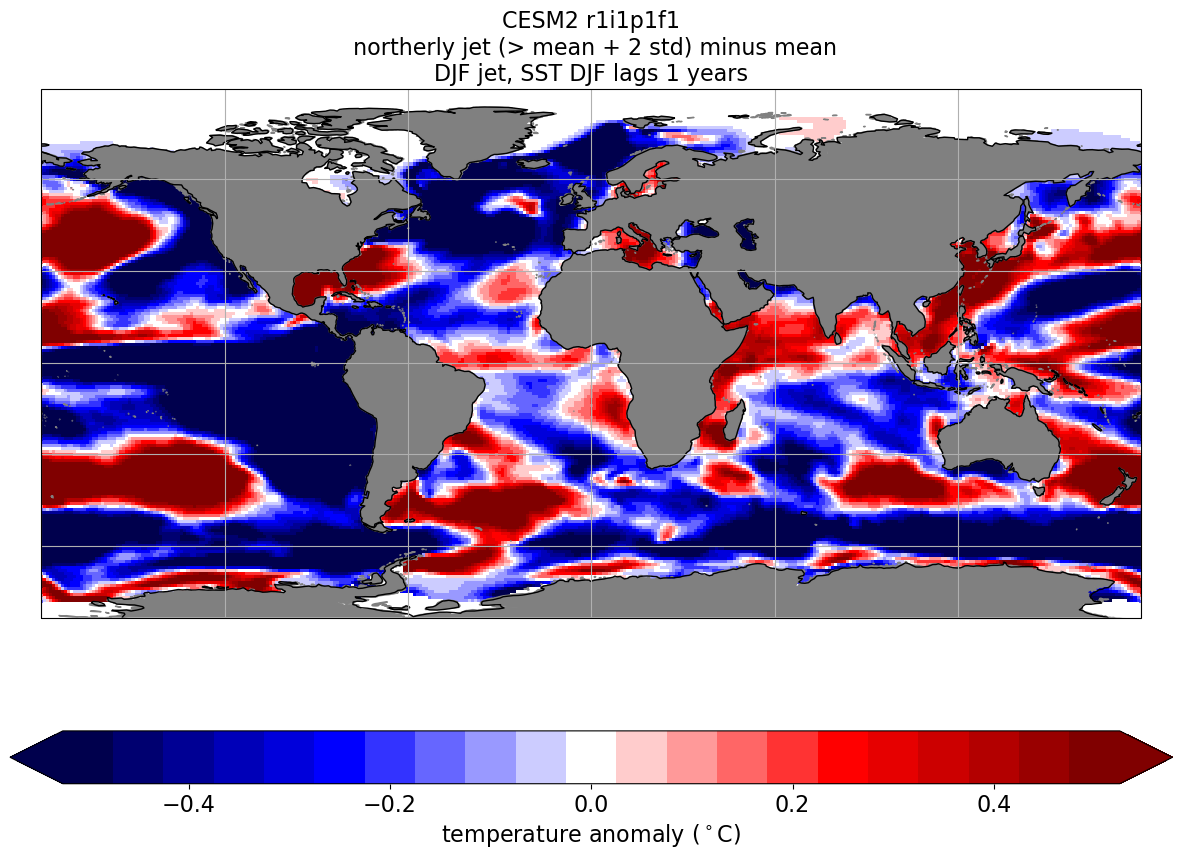 CESM2 r1i1p1f1
northerly jet (> mean + 2 std) minus mean
DJF jet, SST DJF lags 1 years
−0.4 −0.2 0.0 0.2 0.4
temperature anomaly (°C)